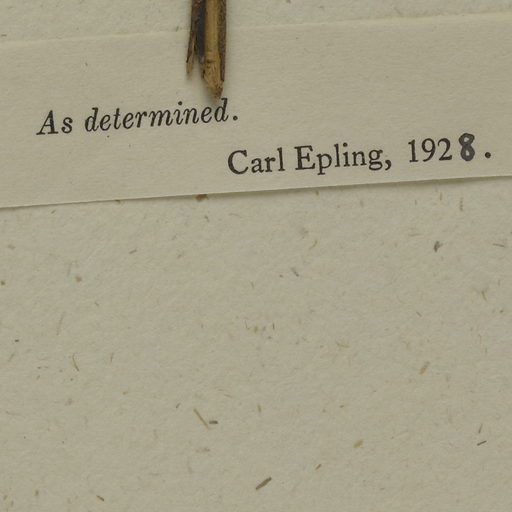 As determined.
Carl Epling, 1928.